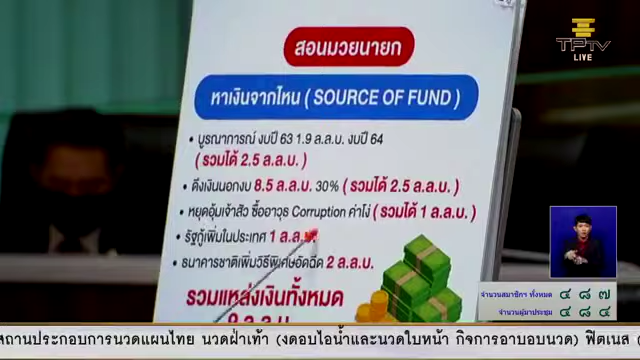 สอนมวยนายก
TPTV
LIVE
หาเงินจากไหน ( SOURCE OF FUND )
• บูรณาการณ์ งบปี 63 1.9 ล.ล.บ. งบปี 64
( รวมได้ 2.5 ล.ล.บ. )
• ดึงเงินนอกงบ 8.5 ล.ล.บ. 30% ( รวมได้ 2.5 ล.ล.บ. )
• หยุดอุ้มเจ้าสัว ซื้ออาวุธ Corruption ค่าโง่ ( รวมได้ 1 ล.ล.บ. )
• รัฐกู้เพิ่มในประเทศ 1 ล.ล.บ.
• ธนาคารชาติเพิ่มวิธีพิเศษอัดฉีด 2 ล.ล.บ.
รวมแหล่งเงินทั้งหมด
9 ล.ล.บ.
จำนวนสมาชิกฯ ทั้งหมด ๔๘๗
จำนวนผู้มาประชุม ๔๘๔
สถานประกอบการนวดแผนไทย นวดฝ่าเท้า (งดอบไอน้ำและนวดใบหน้า กิจการอาบอบนวด) ฟิตเนส